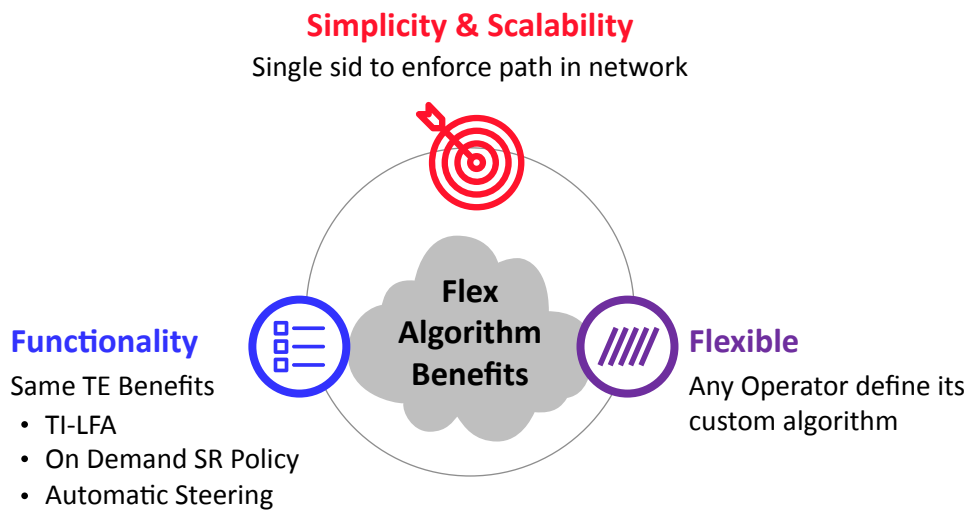 Simplicity & Scalability
Single sid to enforce path in network
Flex
Algorithm
Benefits
Functionality
Same TE Benefits
• TI-LFA
• On Demand SR Policy
• Automatic Steering
Flexible
Any Operator define its
custom algorithm